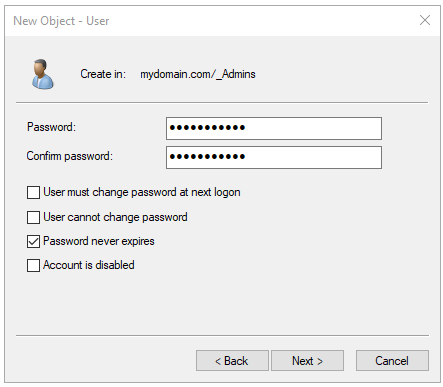 New Object - User
Create in: mydomain.com/_Admins
Password: ●●●●●●●●●●●
Confirm password: ●●●●●●●●●●●
User must change password at next logon
User cannot change password
Password never expires
Account is disabled
< Back Next > Cancel